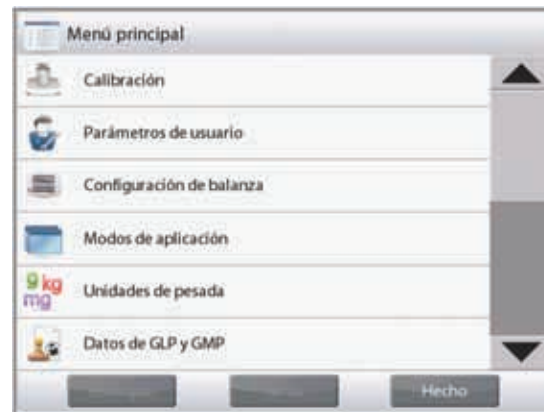 Menú principal
Calibración
Parámetros de usuario
Configuración de balanza
Modos de aplicación
g kg
mg
Unidades de pesada
Datos de GLP y GMP
Hecho